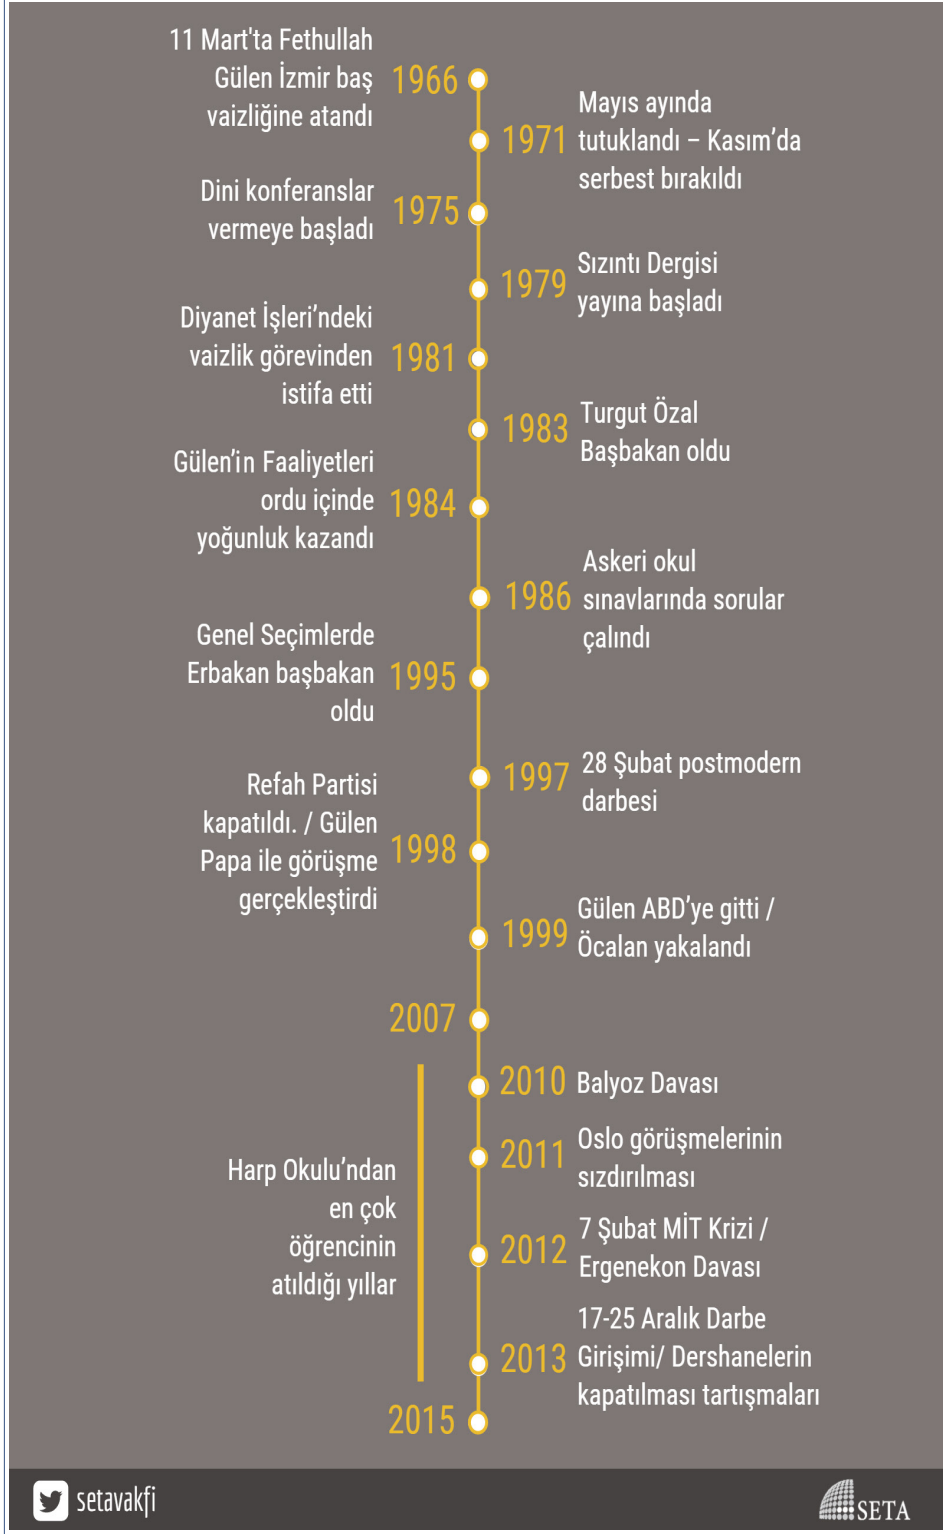 11 Mart'ta Fethullah
Gülen İzmir baş
vaizliğine atandı
1966
1971
Mayıs ayında
tutuklandı – Kasım’da
serbest bırakıldı
Dini konferanslar
vermeye başladı
1975
1979
Sızıntı Dergisi
yayına başladı
Diyanet İşleri’ndeki
vaizlik görevinden
istifa etti
1981
1983
Turgut Özal
Başbakan oldu
Gülen’in Faaliyetleri
ordu içinde
yoğunluk kazandı
1984
1986
Askeri okul
sınavlarında sorular
çalındı
Genel Seçimlerde
Erbakan başbakan
oldu
1995
1997
28 Şubat postmodern
darbesi
Refah Partisi
kapatıldı. / Gülen
Papa ile görüşme
gerçekleştirdi
1998
1999
Gülen ABD’ye gitti /
Öcalan yakalandı
2007
2010
Balyoz Davası
2011
Oslo görüşmelerinin
sızdırılması
Harp Okulu’ndan
en çok
öğrencinin
atıldığı yıllar
2012
7 Şubat MİT Krizi /
Ergenekon Davası
2013
17-25 Aralık Darbe
Girişimi/ Dershanelerin
kapatılması tartışmaları
2015
setavakfi
SETA